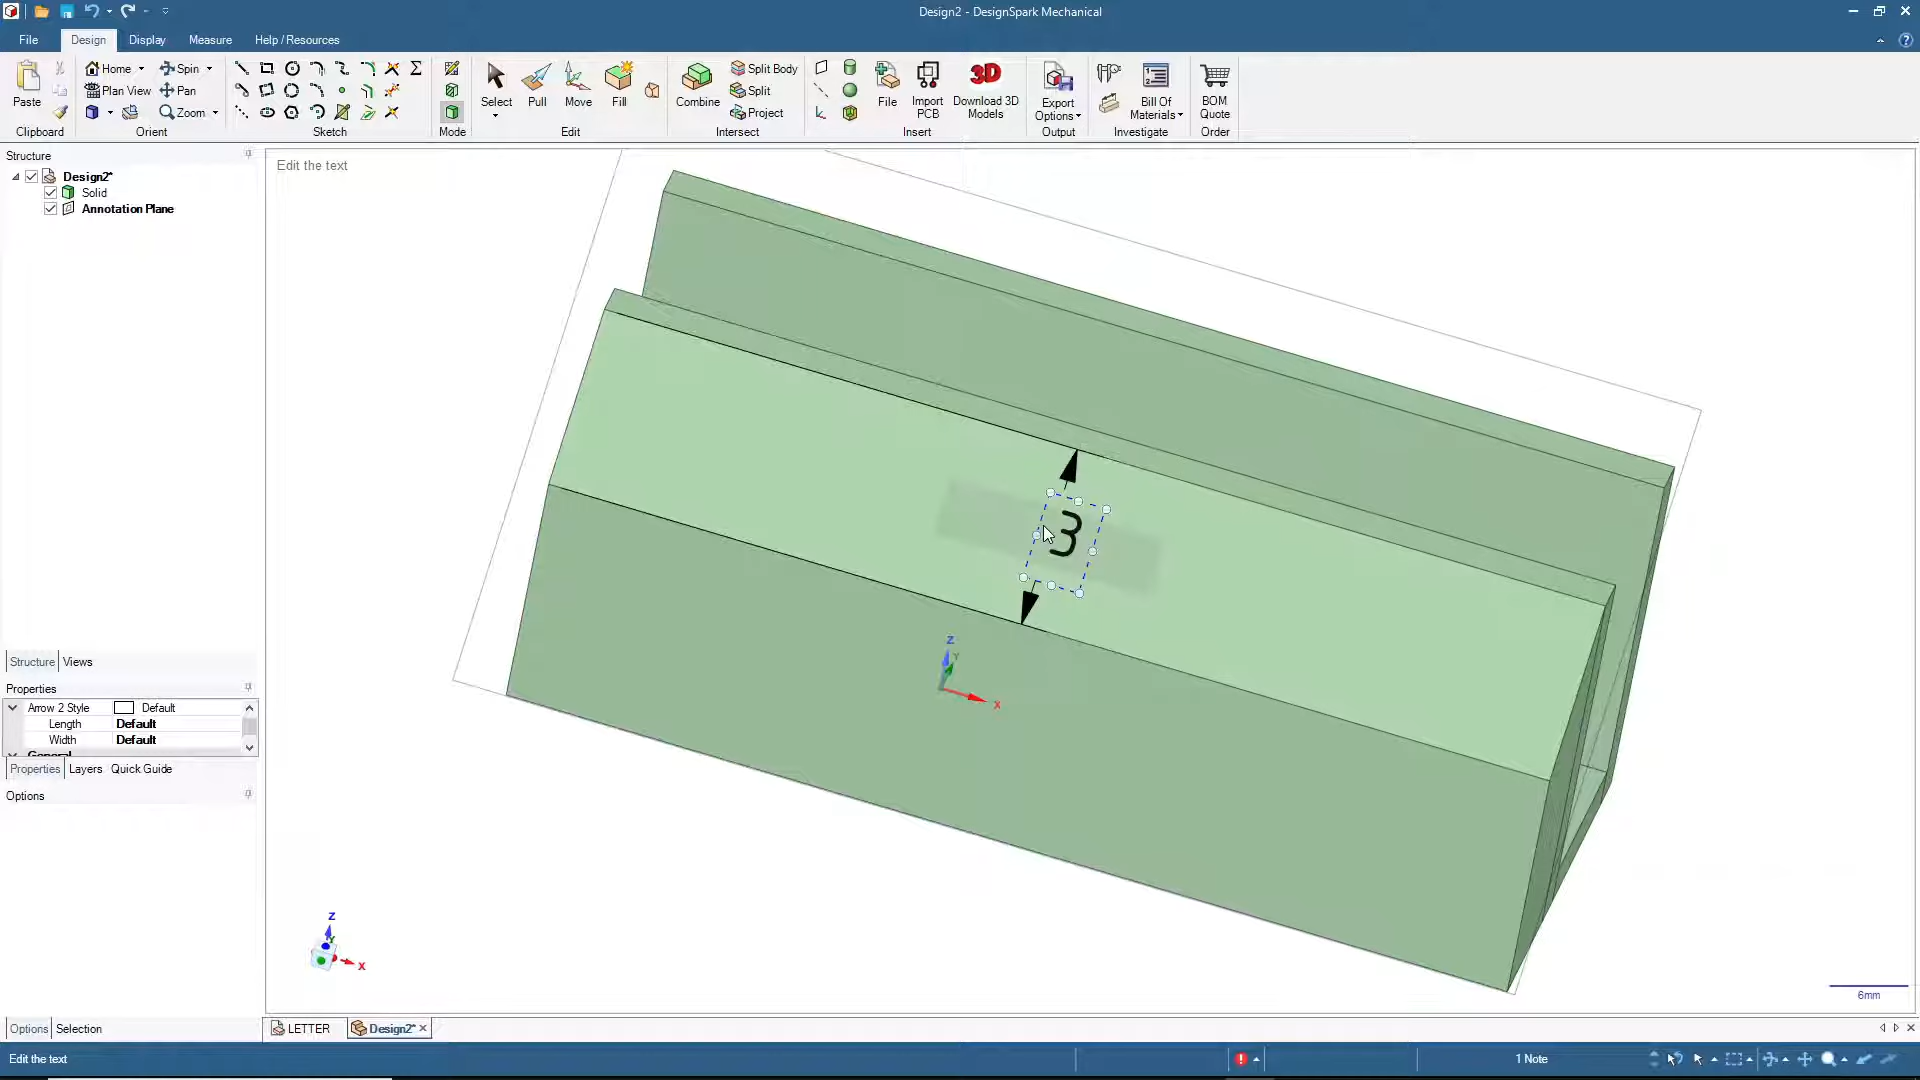 Design2 - DesignSpark Mechanical
File Design Display Measure Help / Resources
Paste
Clipboard
Home Spin
Plan View Pan
Zoom
Orient
Sketch
Mode
Select Pull Move Fill
Edit
Combine
Split Body
Split
Project
Intersect
File
Import PCB
Download 3D Models
3D
Insert
Export Options
Output
Bill Of Materials
Investigate
BOM Quote
Order
Structure
Design2*
Solid
Annotation Plane
Edit the text
3
Z
Y
X
Structure Views
Properties
Arrow 2 Style Default
Length Default
Width Default
General
Properties Layers Quick Guide
Options
Z
Y
X
6mm
Options Selection
LETTER Design2*
Edit the text
1 Note